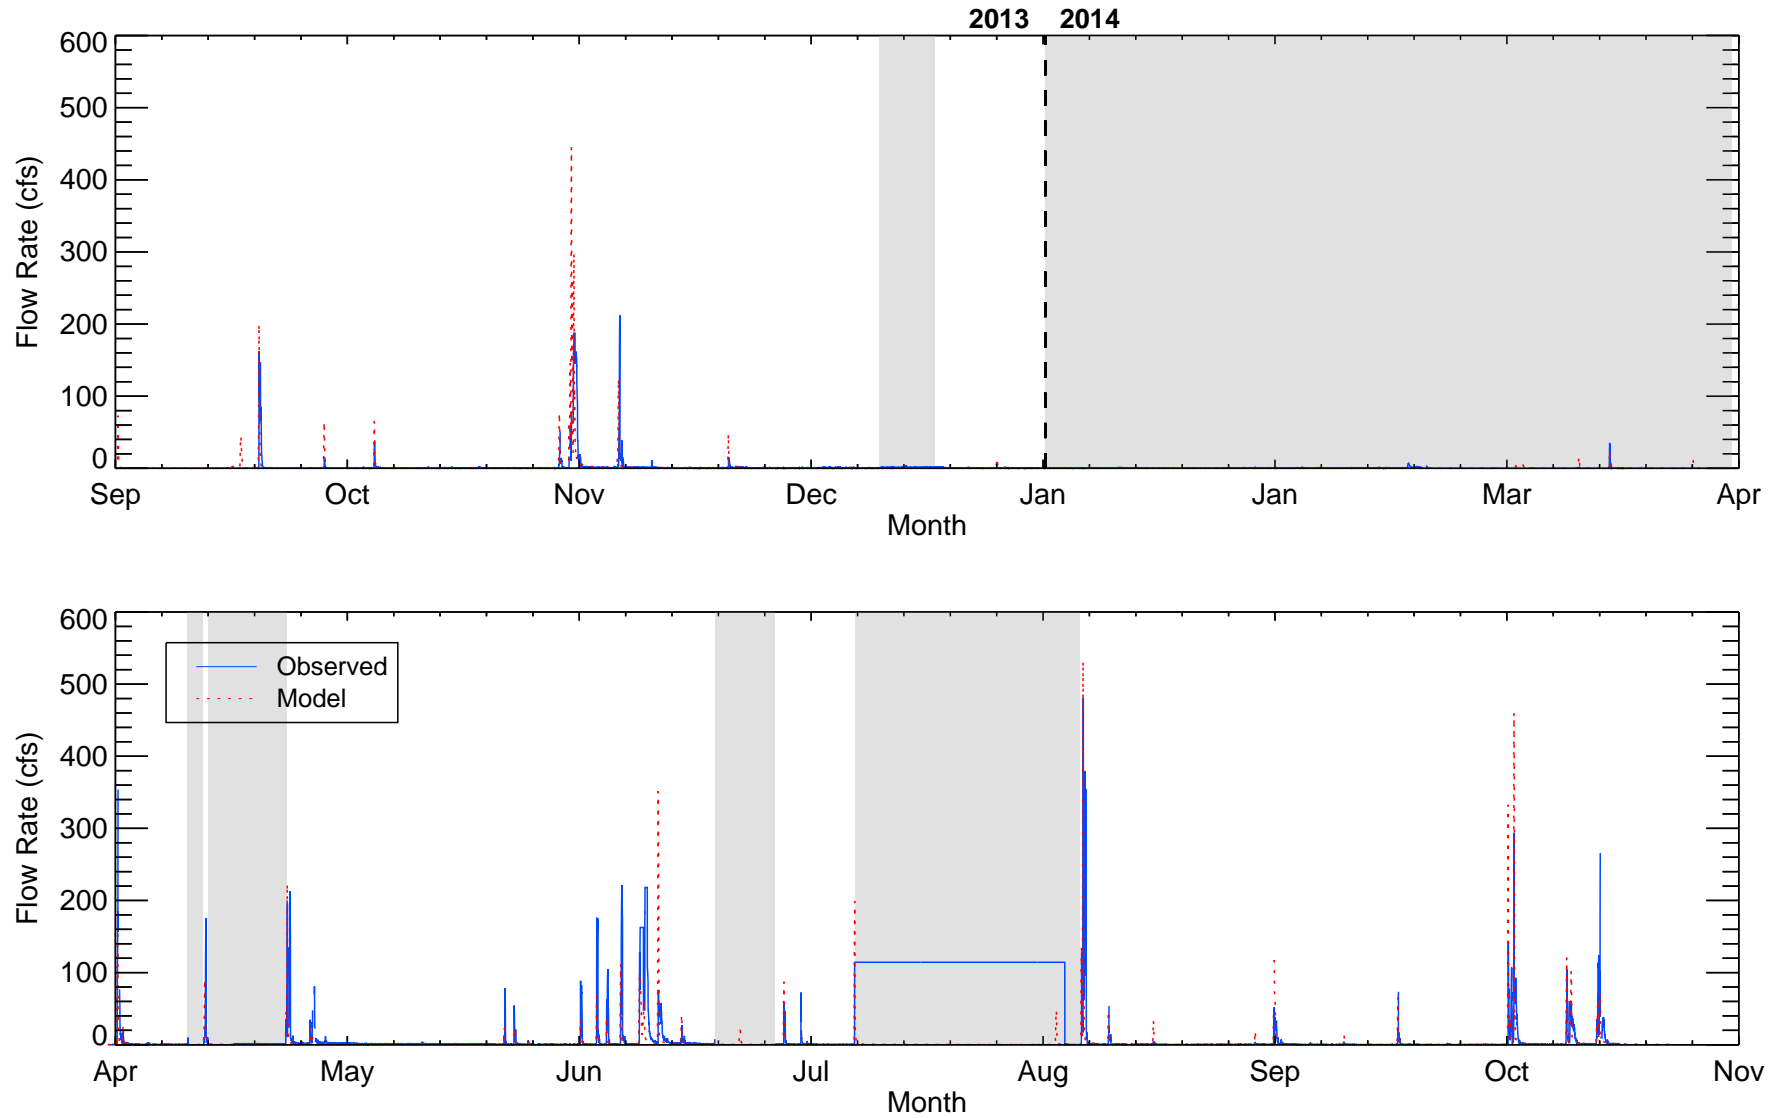 2013 2014
600
500
400
300
200
100
0
Flow Rate (cfs)
Sep Oct Nov Dec Jan Jan Mar Apr
Month
600
500
400
300
200
100
0
Flow Rate (cfs)
Observed
Model
Apr May Jun Jul Aug Sep Oct Nov
Month